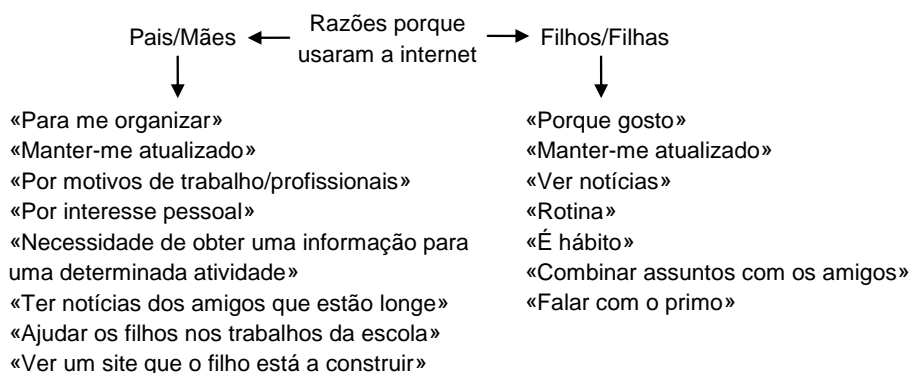 Razões porque
usaram a internet
Pais/Mães
Filhos/Filhas
«Para me organizar»
«Manter-me atualizado»
«Por motivos de trabalho/profissionais»
«Por interesse pessoal»
«Necessidade de obter uma informação para
uma determinada atividade»
«Ter notícias dos amigos que estão longe»
«Ajudar os filhos nos trabalhos da escola»
«Ver um site que o filho está a construir»
«Porque gosto»
«Manter-me atualizado»
«Ver notícias»
«Rotina»
«É hábito»
«Combinar assuntos com os amigos»
«Falar com o primo»